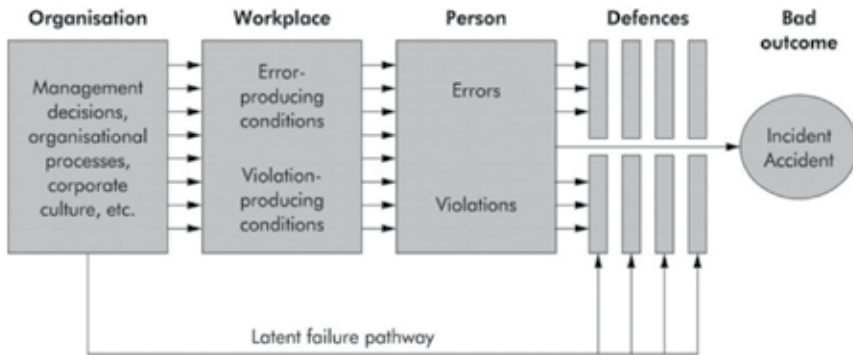 Organisation
Workplace
Person
Defences
Bad
outcome
Management
decisions,
organisational
processes,
corporate
culture, etc.
Error-
producing
conditions
Violation-
producing
conditions
Errors
Violations
Incident
Accident
Latent failure pathway